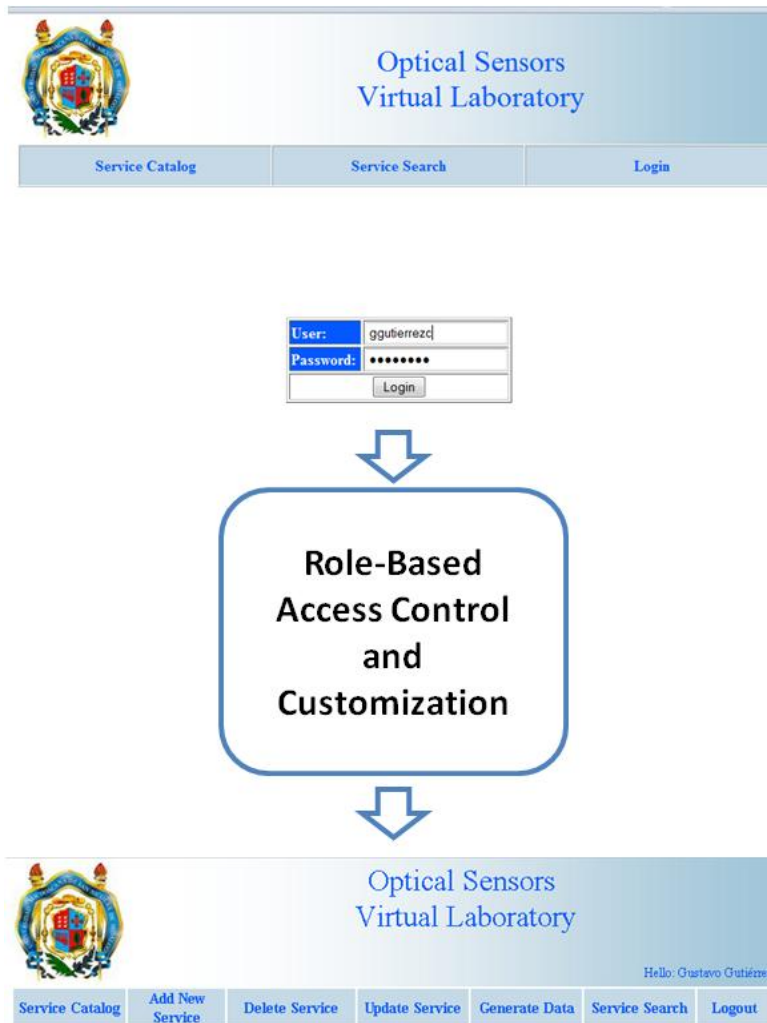 Optical Sensors
Virtual Laboratory
Service Catalog Service Search Login
User: ggutierrezc
Password: ●●●●●●●●
Login
Role-Based
Access Control
and
Customization
Optical Sensors
Virtual Laboratory
Hello: Gustavo Gutiérre
Service Catalog Add New Service Delete Service Update Service Generate Data Service Search Logout